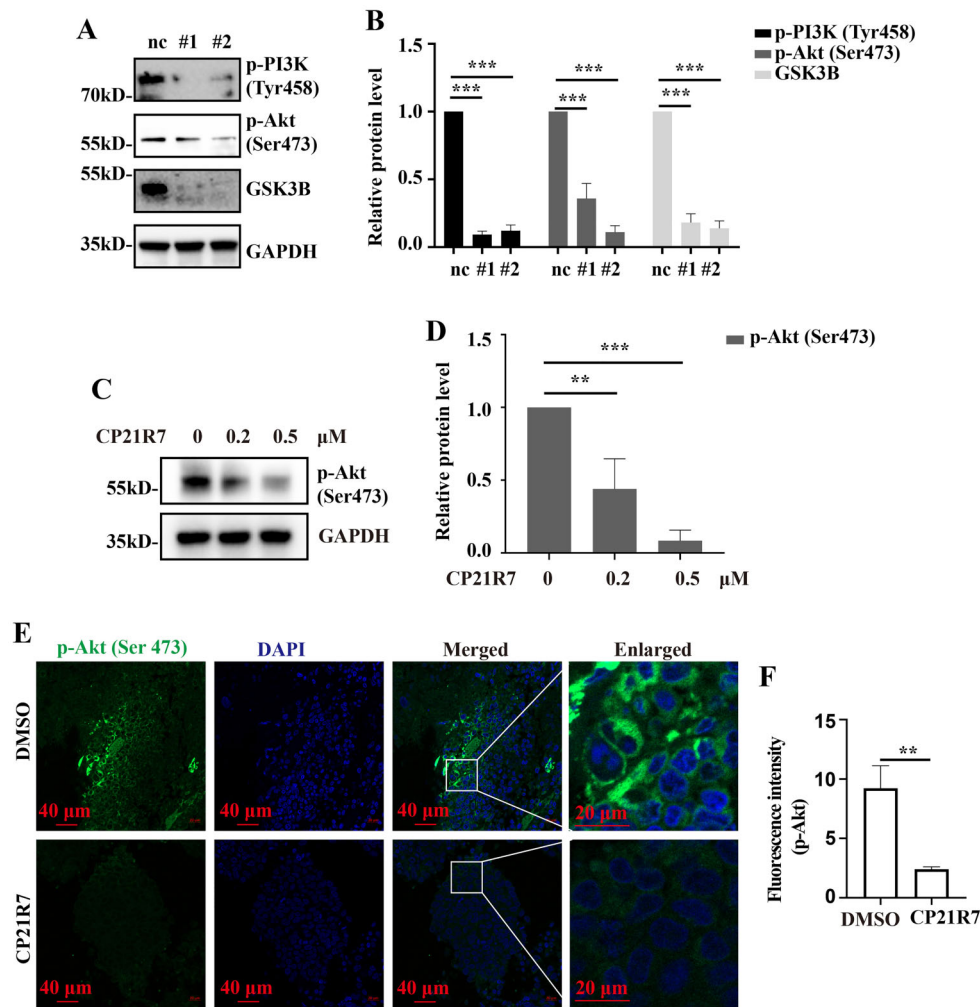 A
nc #1 #2
70kD-
p-PI3K
(Tyr458)
55kD-
p-Akt
(Ser473)
55kD-
GSK3B
35kD-
GAPDH
B
p-PI3K (Tyr458)
p-Akt (Ser473)
GSK3B
Relative protein level
1.5
1.0
0.5
0.0
***
***
***
***
***
***
nc #1 #2 nc #1 #2 nc #1 #2
C
CP21R7 0 0.2 0.5 µM
55kD-
p-Akt
(Ser473)
35kD-
GAPDH
D
p-Akt (Ser473)
Relative protein level
1.5
1.0
0.5
0.0
***
**
CP21R7 0 0.2 0.5 µM
E
p-Akt (Ser 473) DAPI Merged Enlarged
DMSO
40 µm 40 µm 40 µm 20 µm
CP21R7
40 µm 40 µm 40 µm 20 µm
F
Fluorescence intensity
(p-Akt)
15
10
5
0
**
DMSO CP21R7